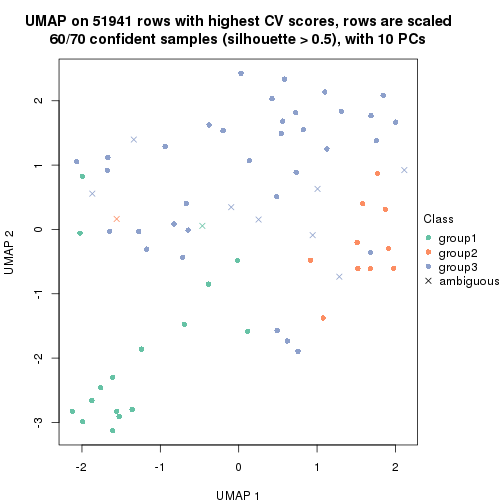 UMAP on 51941 rows with highest CV scores, rows are scaled
60/70 confident samples (silhouette > 0.5), with 10 PCs
2
1
0
-1
-2
-3
UMAP 2
-2
-1
0
1
2
UMAP 1
Class
group1
group2
group3
ambiguous